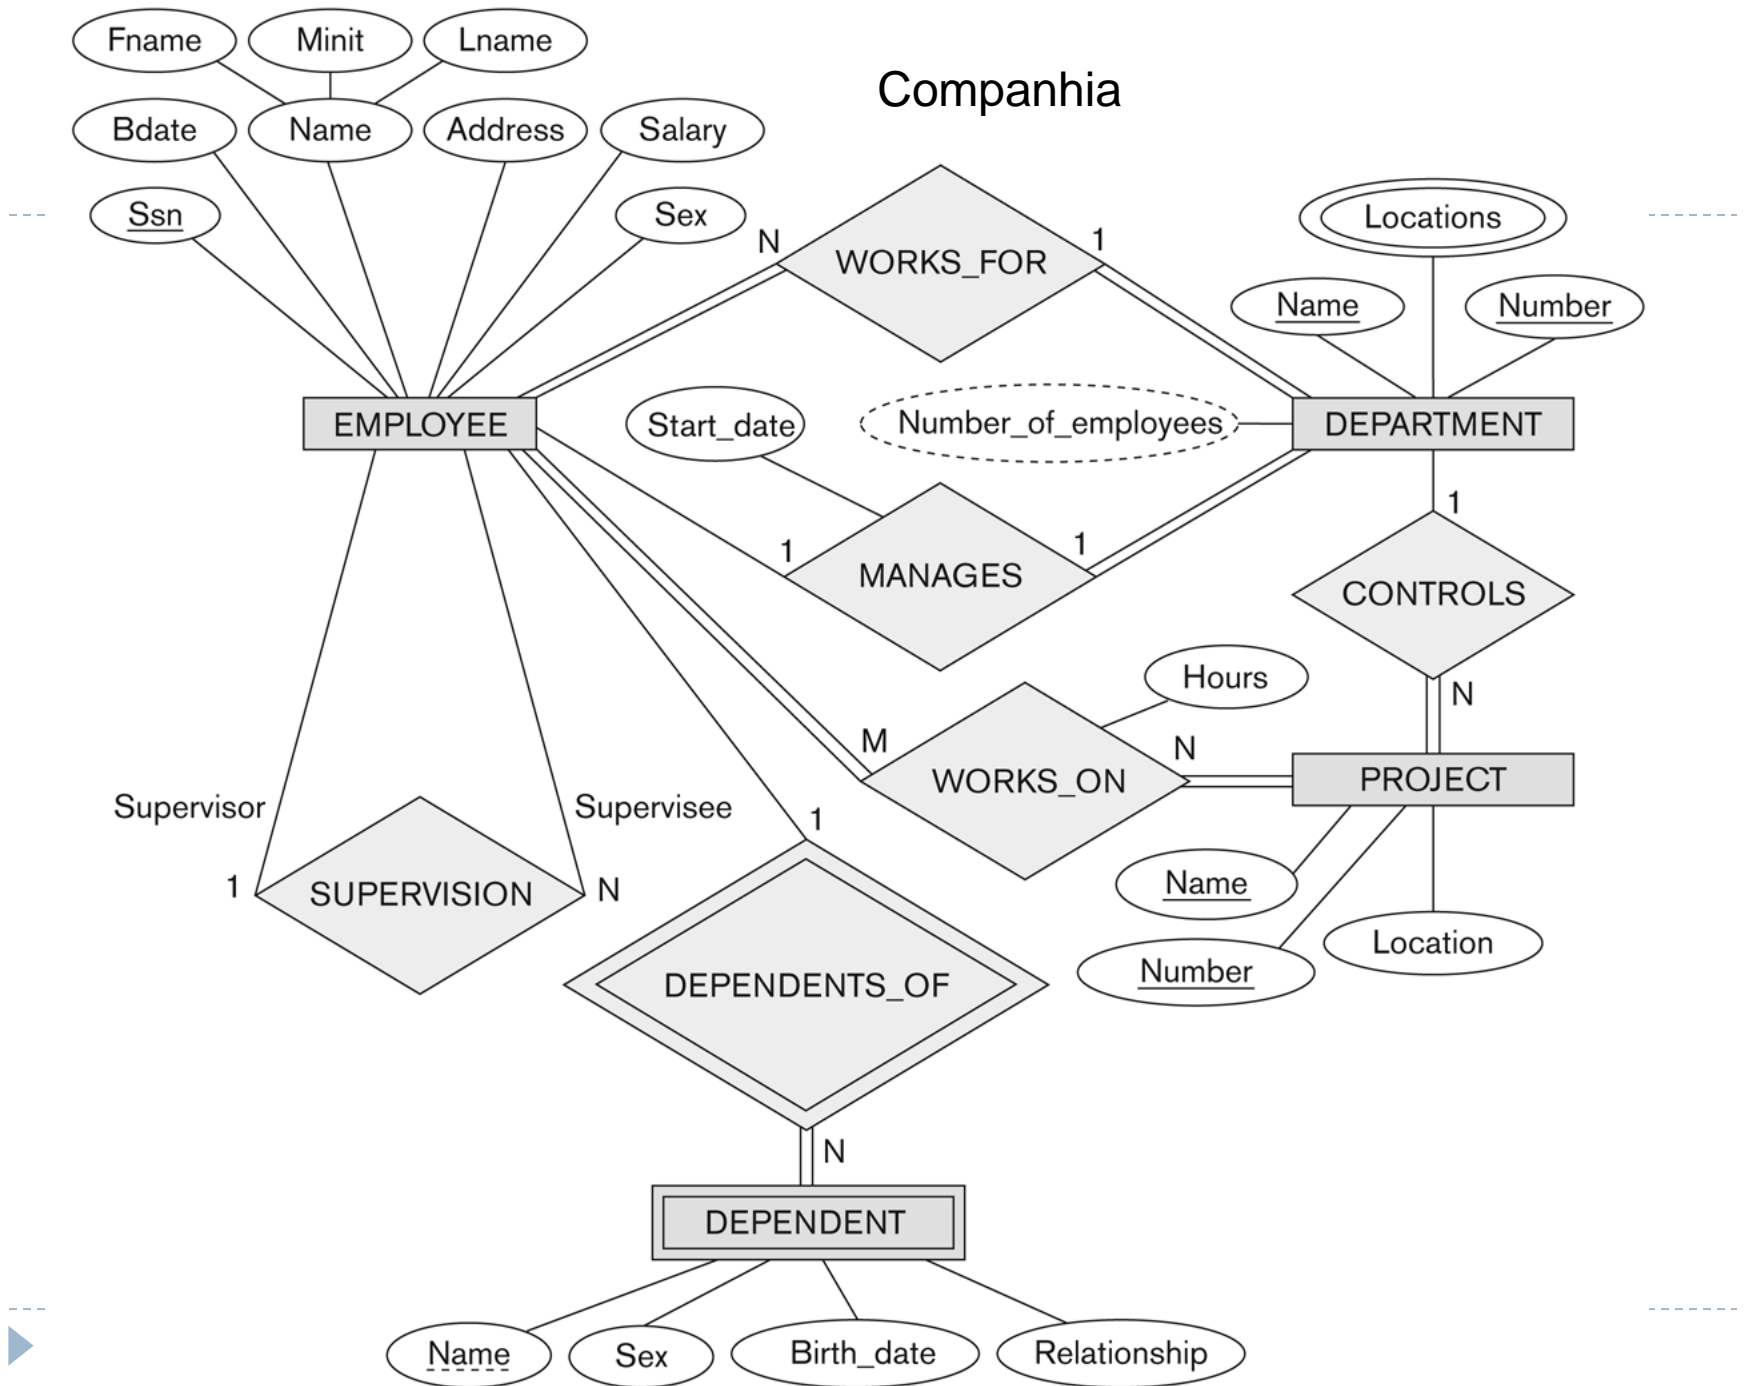 Fname
Minit
Lname
Companhia
Bdate
Name
Address
Salary
Ssn
Sex
N
WORKS_FOR
1
Locations
Name
Number
EMPLOYEE
Start_date
Number_of_employees
DEPARTMENT
1
MANAGES
1
1
CONTROLS
N
Hours
M
WORKS_ON
N
PROJECT
Supervisor
Supervisee
1
1
SUPERVISION
N
Name
Number
Location
DEPENDENTS_OF
N
DEPENDENT
Name
Sex
Birth_date
Relationship